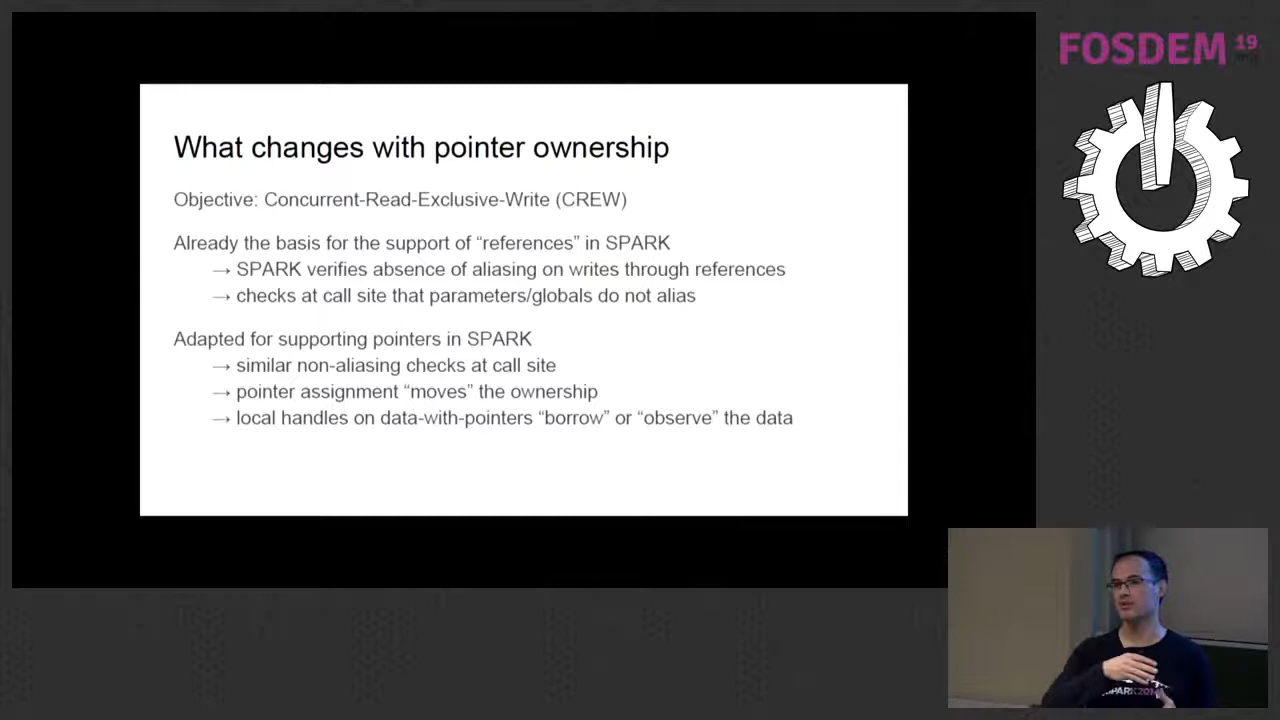 FOSDEM 19
.org
What changes with pointer ownership
Objective: Concurrent-Read-Exclusive-Write (CREW)
Already the basis for the support of “references” in SPARK
→ SPARK verifies absence of aliasing on writes through references
→ checks at call site that parameters/globals do not alias
Adapted for supporting pointers in SPARK
→ similar non-aliasing checks at call site
→ pointer assignment “moves” the ownership
→ local handles on data-with-pointers “borrow” or “observe” the data